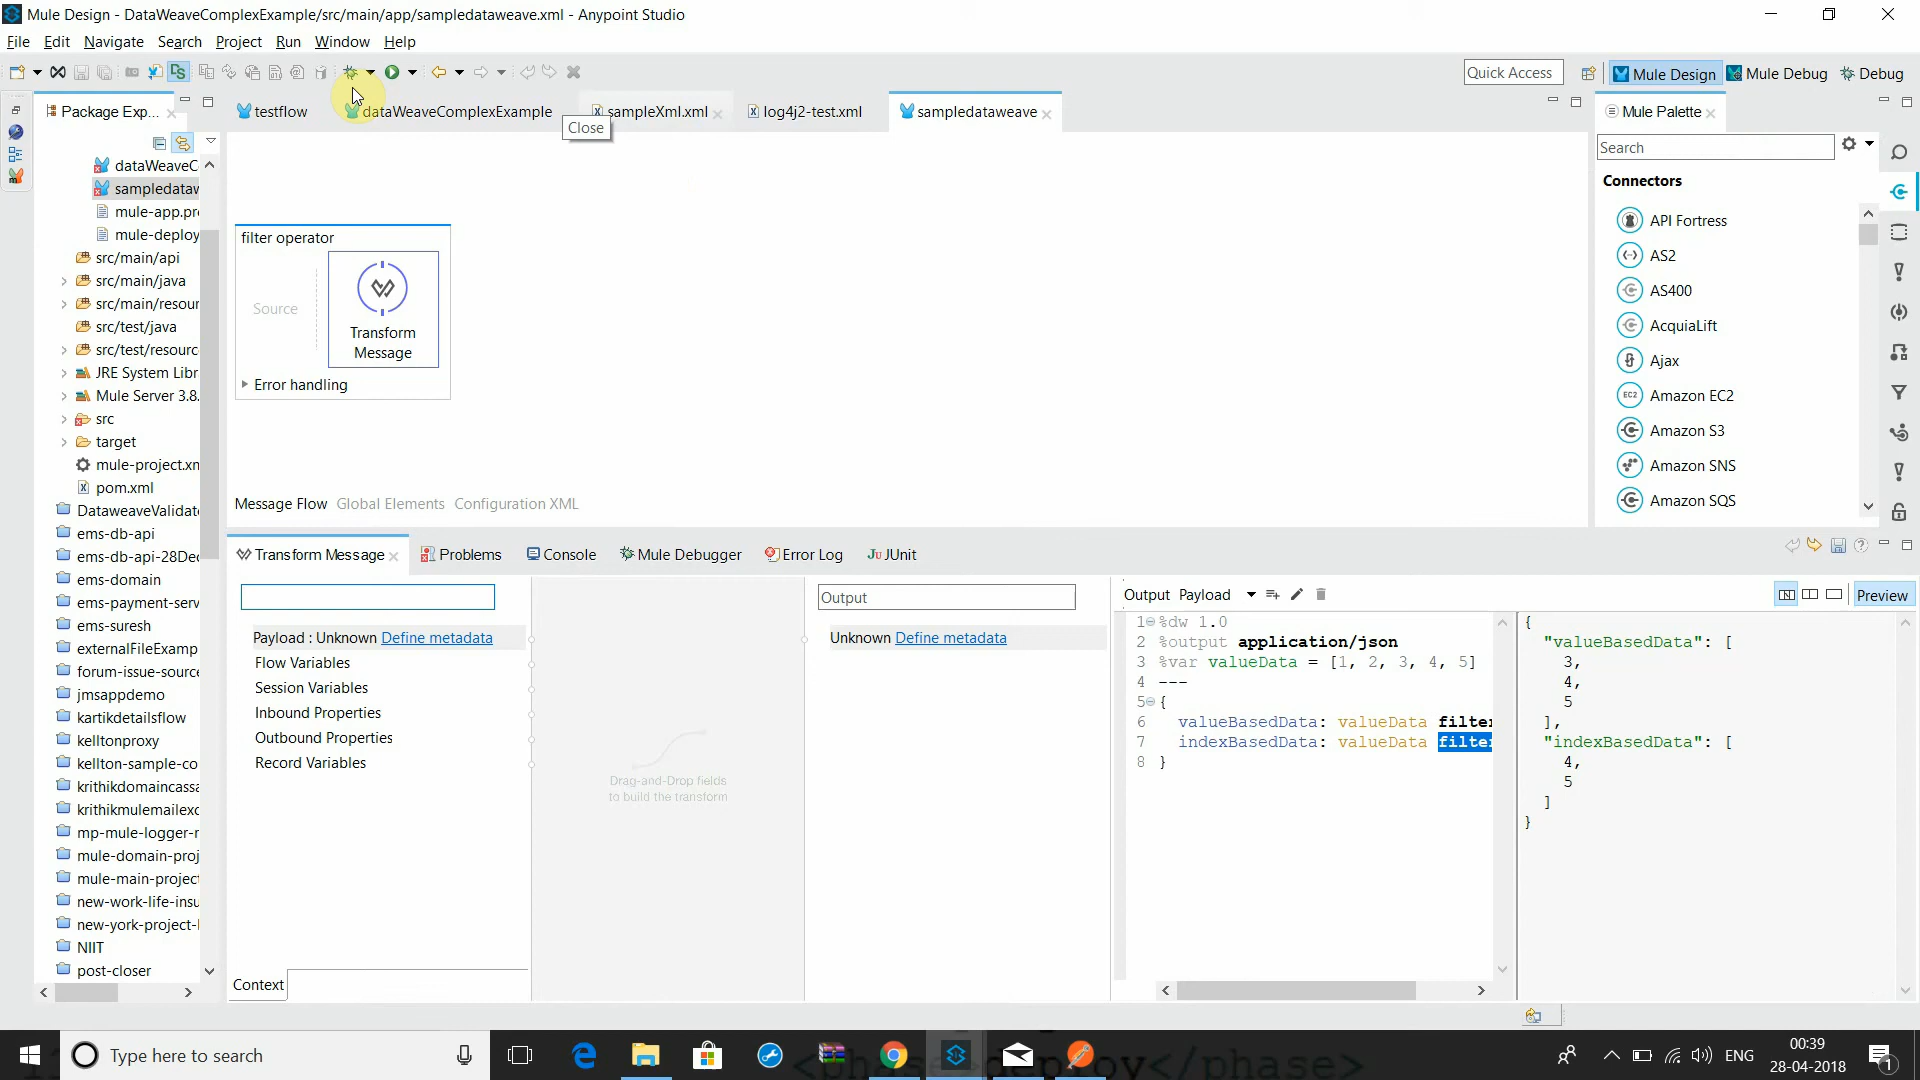 Mule Design - DataWeaveComplexExample/src/main/app/sampledataweave.xml - Anypoint Studio
File Edit Navigate Search Project Run Window Help
Quick Access
Mule Design
Mule Debug
Debug
Package Exp...
testflow
dataWeaveComplexExample
sampleXml.xml
log4j2-test.xml
sampledataweave
Close
Mule Palette
Search
Connectors
API Fortress
AS2
AS400
AcquiaLift
Ajax
EC2
Amazon EC2
Amazon S3
Amazon SNS
Amazon SQS
dataWeaveC
sampledataw
mule-app.pr
mule-deploy
src/main/api
src/main/java
src/main/resour
src/test/java
src/test/resourc
JRE System Libr
Mule Server 3.8.
src
target
mule-project.xm
pom.xml
DataweaveValidat
ems-db-api
ems-db-api-28De
ems-domain
ems-payment-serv
ems-suresh
externalFileExamp
forum-issue-source
jmsappdemo
kartikdetailsflow
kelltonproxy
kellton-sample-co
krithikdomaincassa
krithikmulemailexc
mp-mule-logger-r
mule-domain-proj
mule-main-project
new-work-life-insu
new-york-project-
NIIT
post-closer
filter operator
Source
Transform
Message
Error handling
Message Flow Global Elements Configuration XML
Transform Message
Problems
Console
Mule Debugger
Error Log
Ju JUnit
Payload : Unknown Define metadata
Flow Variables
Session Variables
Inbound Properties
Outbound Properties
Record Variables
Context
Drag-and-Drop fields
to build the transform
Output
Unknown Define metadata
Output Payload
Preview
1 %dw 1.0
2 %output application/json
3 %var valueData = [1, 2, 3, 4, 5]
4 ---
5 {
6 valueBasedData: valueData filter
7 indexBasedData: valueData filter
8 }
{
"valueBasedData": [
3,
4,
5
],
"indexBasedData": [
4,
5
]
}
Type here to search
deploy</phase>
ENG
00:39
28-04-2018
1